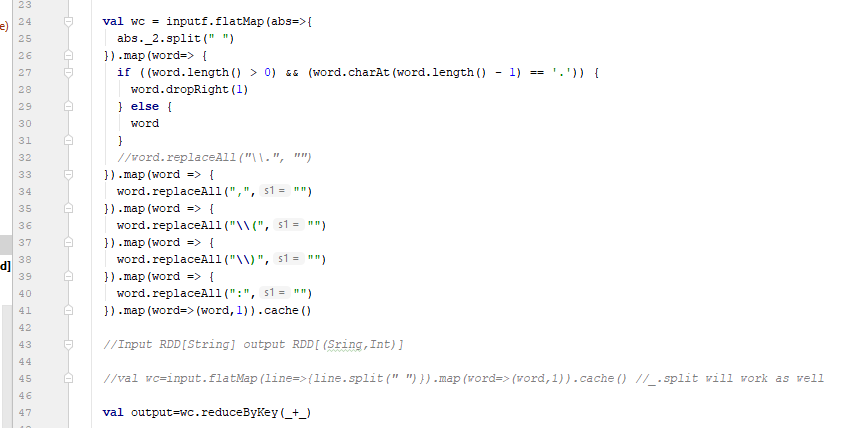 23
e)
24 val wc = inputf.flatMap(abs=>{
25 abs._2.split(" ")
26 }).map(word=> {
27 if ((word.length() > 0) && (word.charAt(word.length() - 1) == '.')) {
28 word.dropRight(1)
29 } else {
30 word
31 }
32 //word.replaceAll("\\.", "")
33 }).map(word => {
34 word.replaceAll(",", s1 = "")
35 }).map(word => {
36 word.replaceAll("\\(", s1 = "")
37 }).map(word => {
38 word.replaceAll("\\)", s1 = "")
d]
39 }).map(word => {
40 word.replaceAll(":", s1 = "")
41 }).map(word=>(word,1)).cache()
42
43 //Input RDD[String] output RDD[(Sring,Int)]
44
45 //val wc=input.flatMap(line=>{line.split(" ")}).map(word=>(word,1)).cache() //_.split will work as well
46
47 val output=wc.reduceByKey(_+_)